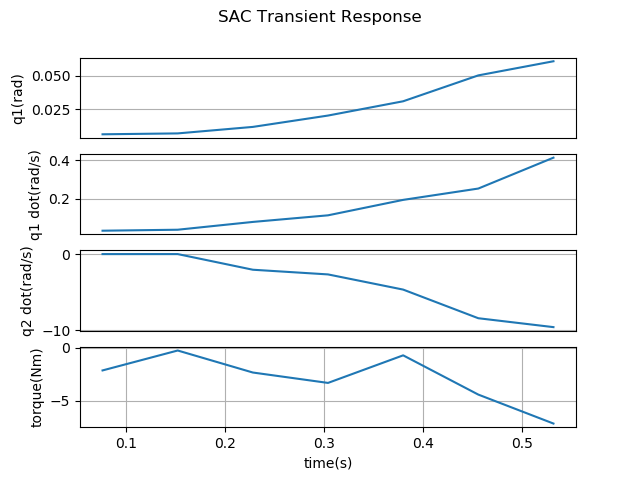 SAC Transient Response
q1(rad)
0.050
0.025
q1 dot(rad/s)
0.4
0.2
q2 dot(rad/s)
0
−10
torque(Nm)
0
−5
0.1 0.2 0.3 0.4 0.5
time(s)